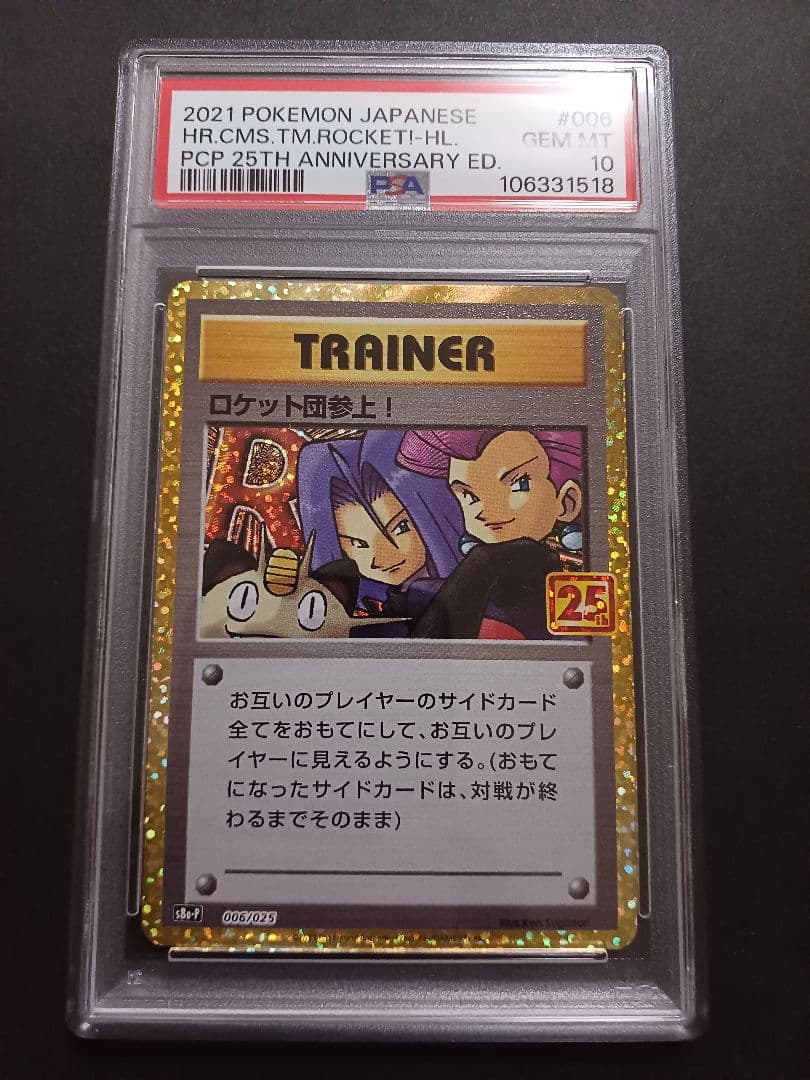 2021 POKEMON JAPANESE #006
HR.CMS.TM.ROCKET!-HL. GEM MT
PCP 25TH ANNIVERSARY ED. 10
PSA 106331518
TRAINER
ロケット団参上!
R
25th
お互いのプレイヤーのサイドカード
全てをおもてにして、お互いのプレ
イヤーに見えるようにする。(おもて
になったサイドカードは、対戦が終
わるまでそのまま)
s8a-P 006/025
Illus. Ken Sugimori